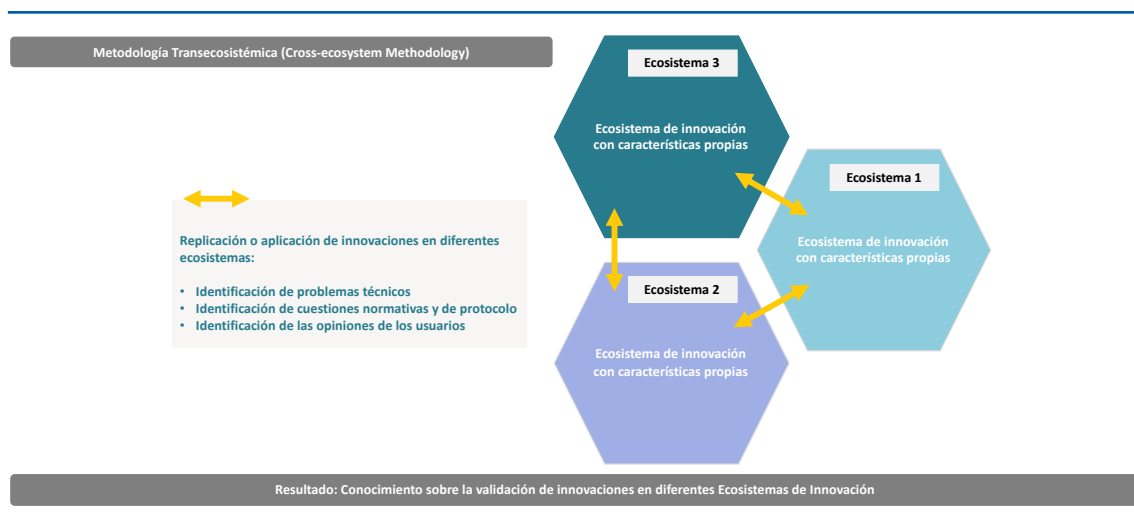 Metodología Transecosistémica (Cross-ecosystem Methodology)
Ecosistema 3
Ecosistema de innovación
con características propias
Ecosistema 1
Ecosistema de innovación
con características propias
Replicación o aplicación de innovaciones en diferentes
ecosistemas:
• Identificación de problemas técnicos
• Identificación de cuestiones normativas y de protocolo
• Identificación de las opiniones de los usuarios
Ecosistema 2
Ecosistema de innovación
con características propias
Resultado: Conocimiento sobre la validación de innovaciones en diferentes Ecosistemas de Innovación